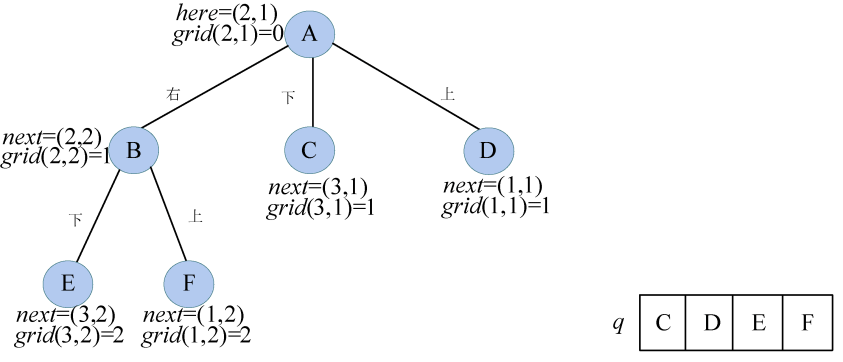 here=(2,1)
grid(2,1)=0
A
右
下
上
next=(2,2)
grid(2,2)=1
B
C
D
next=(3,1)
grid(3,1)=1
next=(1,1)
grid(1,1)=1
下
上
E
F
next=(3,2)
grid(3,2)=2
next=(1,2)
grid(1,2)=2
q C D E F